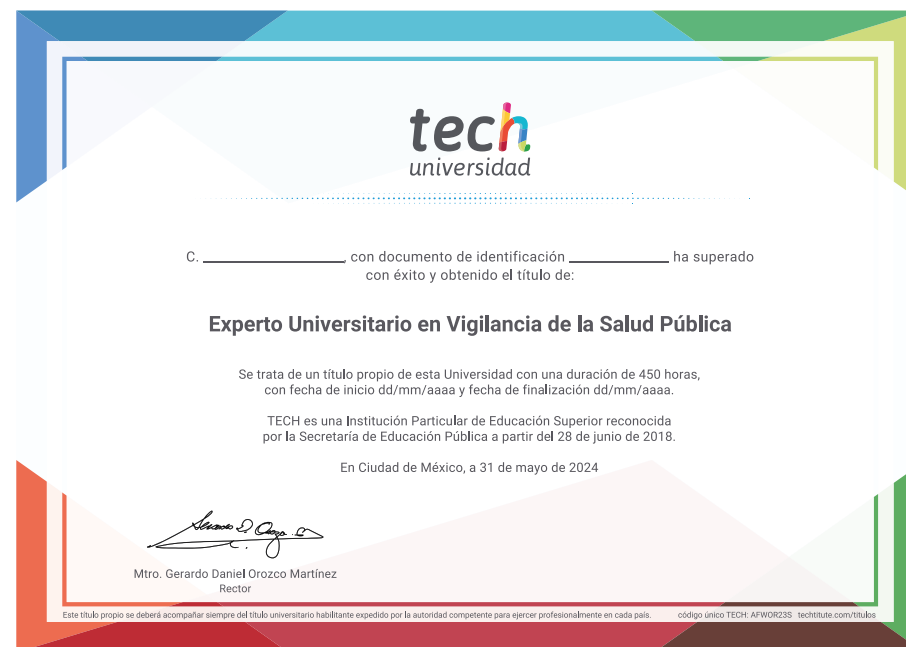 tech
universidad
C. ____________, con documento de identificación ____________ ha superado
con éxito y obtenido el título de:
Experto Universitario en Vigilancia de la Salud Pública
Se trata de un título propio de esta Universidad con una duración de 450 horas,
con fecha de inicio dd/mm/aaaa y fecha de finalización dd/mm/aaaa.
TECH es una Institución Particular de Educación Superior reconocida
por la Secretaría de Educación Pública a partir del 28 de junio de 2018.
En Ciudad de México, a 31 de mayo de 2024
Mtro. Gerardo Daniel Orozco Martínez
Rector
Este título propio se deberá acompañar siempre del título universitario habilitante expedido por la autoridad competente para ejercer profesionalmente en cada país. código único TECH: AFWOR23S techtitute.com/titulos